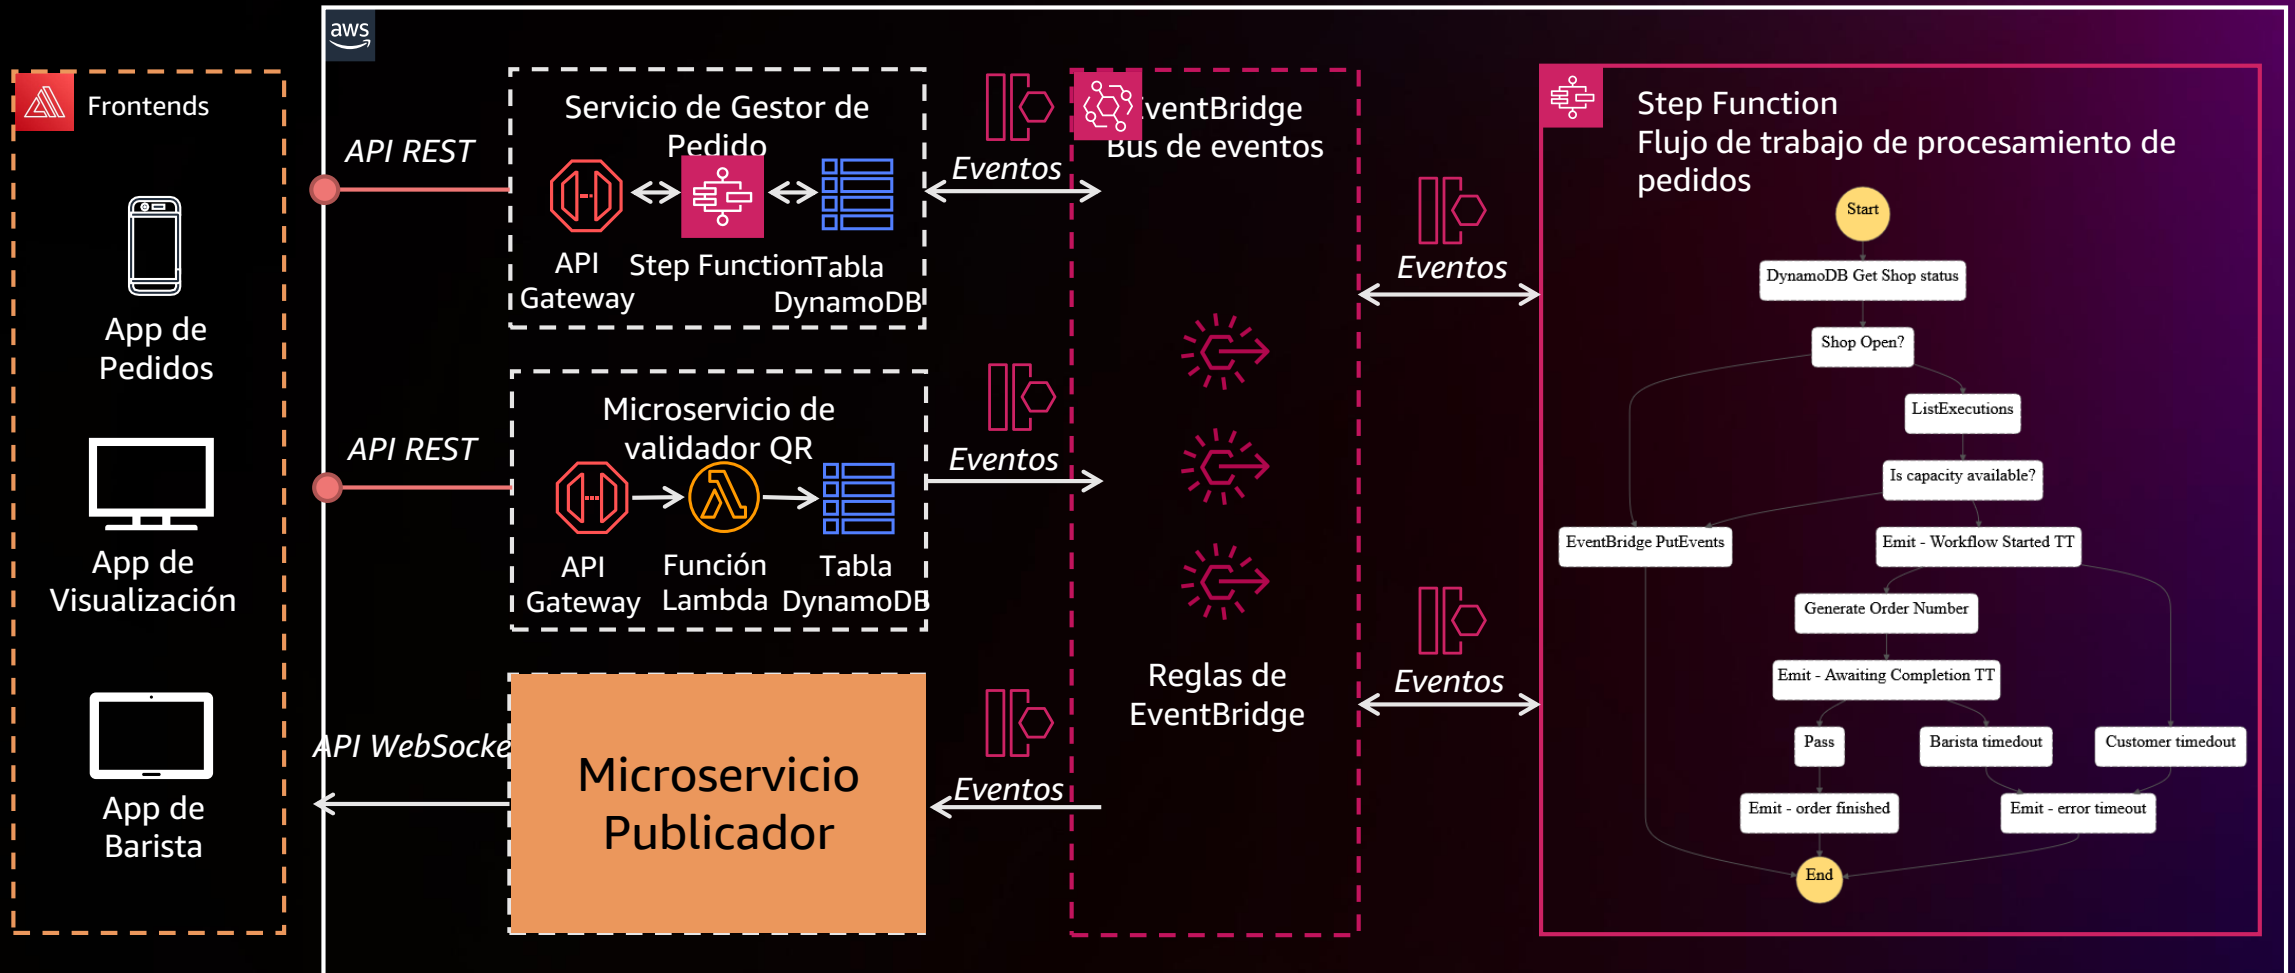 aws
Frontends
App de
Pedidos
App de
Visualización
App de
Barista
API REST
API REST
API WebSocke
Servicio de Gestor de
Pedido
API
Gateway
Step Function
Tabla
DynamoDB
Microservicio de
validador QR
API
Gateway
Función
Lambda
Tabla
DynamoDB
Microservicio
Publicador
Eventos
Eventos
Eventos
EventBridge
Bus de eventos
Reglas de
EventBridge
Eventos
Eventos
Step Function
Flujo de trabajo de procesamiento de
pedidos
Start
DynamoDB Get Shop status
Shop Open?
ListExecutions
Is capacity available?
EventBridge PutEvents
Emit - Workflow Started TT
Generate Order Number
Emit - Awaiting Completion TT
Pass
Barista timedout
Customer timedout
Emit - order finished
Emit - error timeout
End